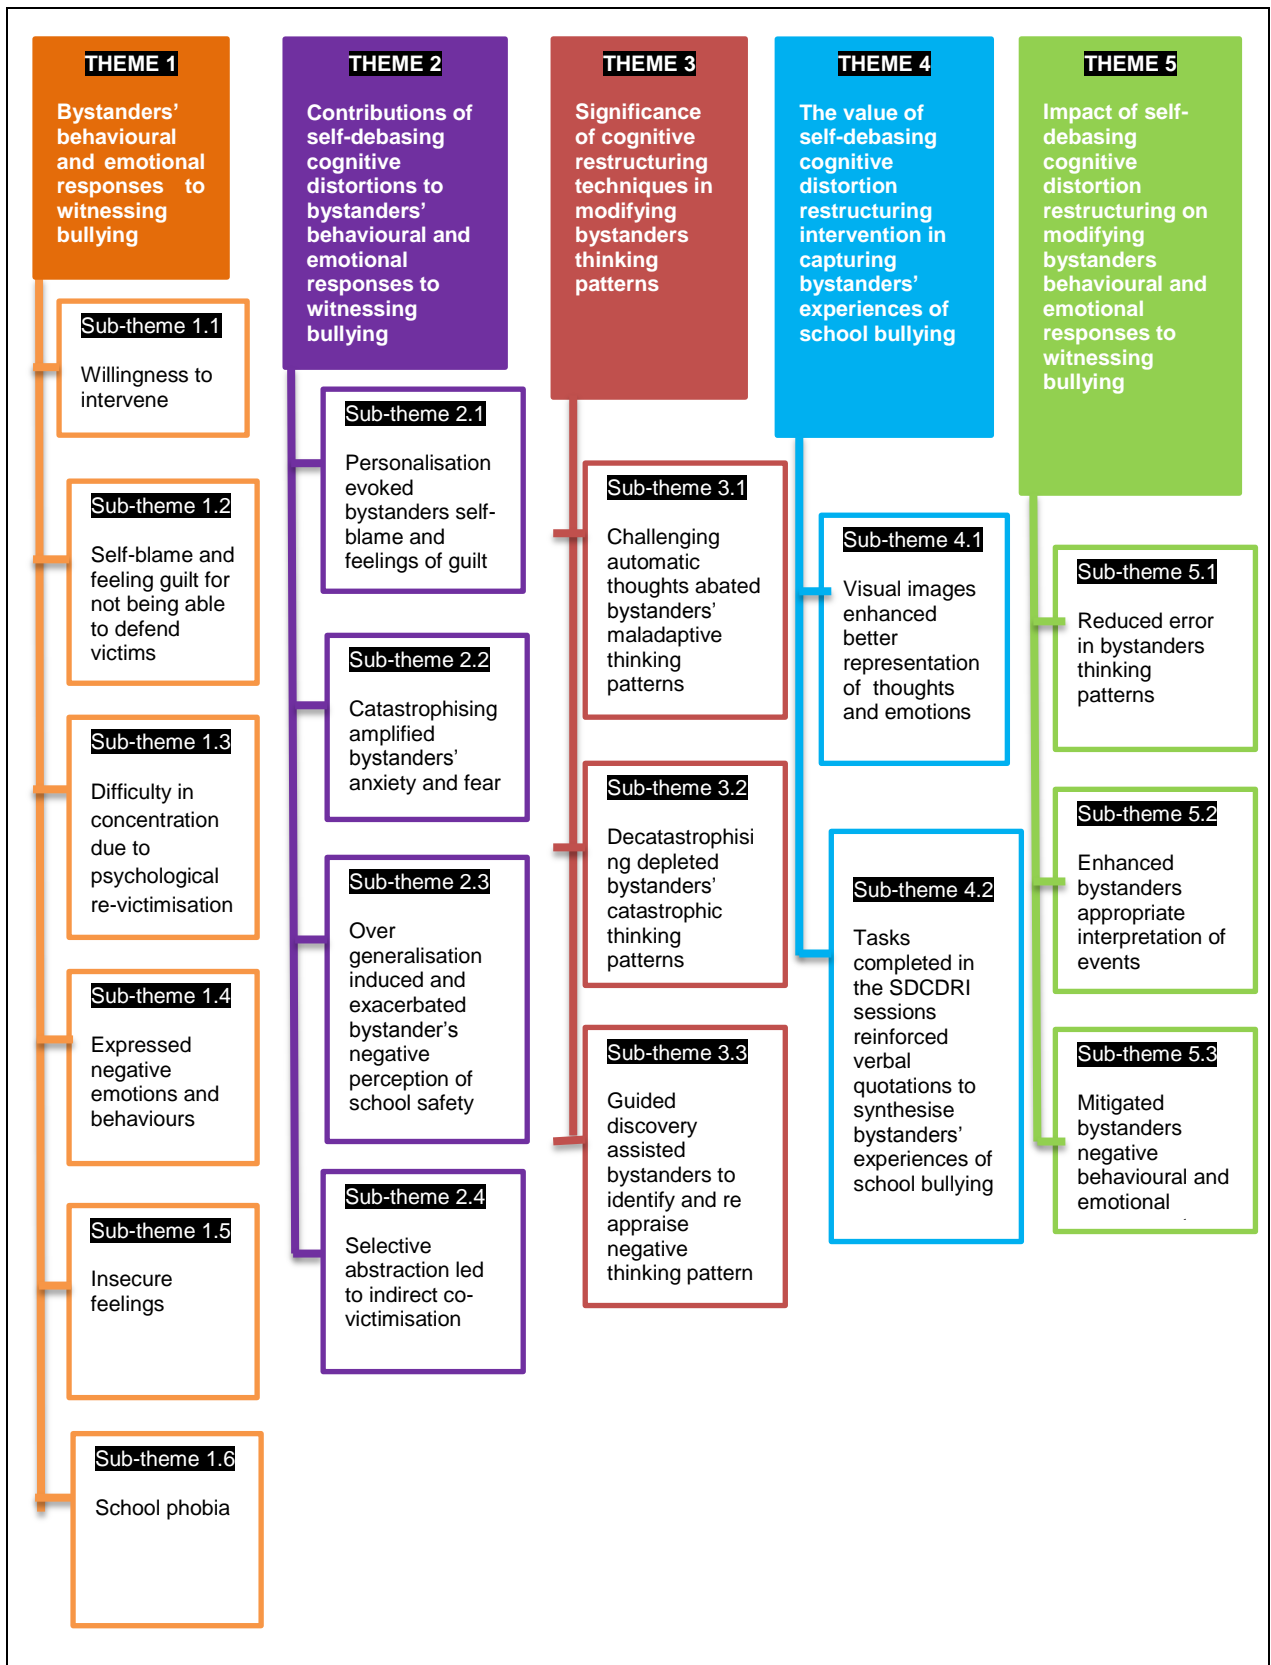 THEME 1
Bystanders’
behavioural
and emotional
responses to
witnessing
bullying
Sub-theme 1.1
Willingness to
intervene
Sub-theme 1.2
Self-blame and
feeling guilt for
not being able
to defend
victims
Sub-theme 1.3
Difficulty in
concentration
due to
psychological
re-victimisation
Sub-theme 1.4
Expressed
negative
emotions and
behaviours
Sub-theme 1.5
Insecure
feelings
Sub-theme 1.6
School phobia
THEME 2
Contributions of
self-debasing
cognitive
distortions to
bystanders’
behavioural and
emotional
responses to
witnessing
bullying
Sub-theme 2.1
Personalisation
evoked
bystanders self-
blame and
feelings of guilt
Sub-theme 2.2
Catastrophising
amplified
bystanders’
anxiety and fear
Sub-theme 2.3
Over
generalisation
induced and
exacerbated
bystander’s
negative
perception of
school safety
Sub-theme 2.4
Selective
abstraction led
to indirect co-
victimisation
THEME 3
Significance
of cognitive
restructuring
techniques in
modifying
bystanders
thinking
patterns
Sub-theme 3.1
Challenging
automatic
thoughts abated
bystanders’
maladaptive
thinking
patterns
Sub-theme 3.2
Decatastrophisi
ng depleted
bystanders’
catastrophic
thinking
patterns
Sub-theme 3.3
Guided
discovery
assisted
bystanders to
identify and re
appraise
negative
thinking pattern
THEME 4
The value of
self-debasing
cognitive
distortion
restructuring
intervention in
capturing
bystanders’
experiences of
school bullying
Sub-theme 4.1
Visual images
enhanced
better
representation
of thoughts
and emotions
Sub-theme 4.2
Tasks
completed in
the SDCDRI
sessions
reinforced
verbal
quotations to
synthesise
bystanders’
experiences of
school bullying
THEME 5
Impact of self-
debasing
cognitive
distortion
restructuring on
modifying
bystanders
behavioural and
emotional
responses to
witnessing
bullying
Sub-theme 5.1
Reduced error
in bystanders
thinking
patterns
Sub-theme 5.2
Enhanced
bystanders
appropriate
interpretation of
events
Sub-theme 5.3
Mitigated
bystanders
negative
behavioural and
emotional